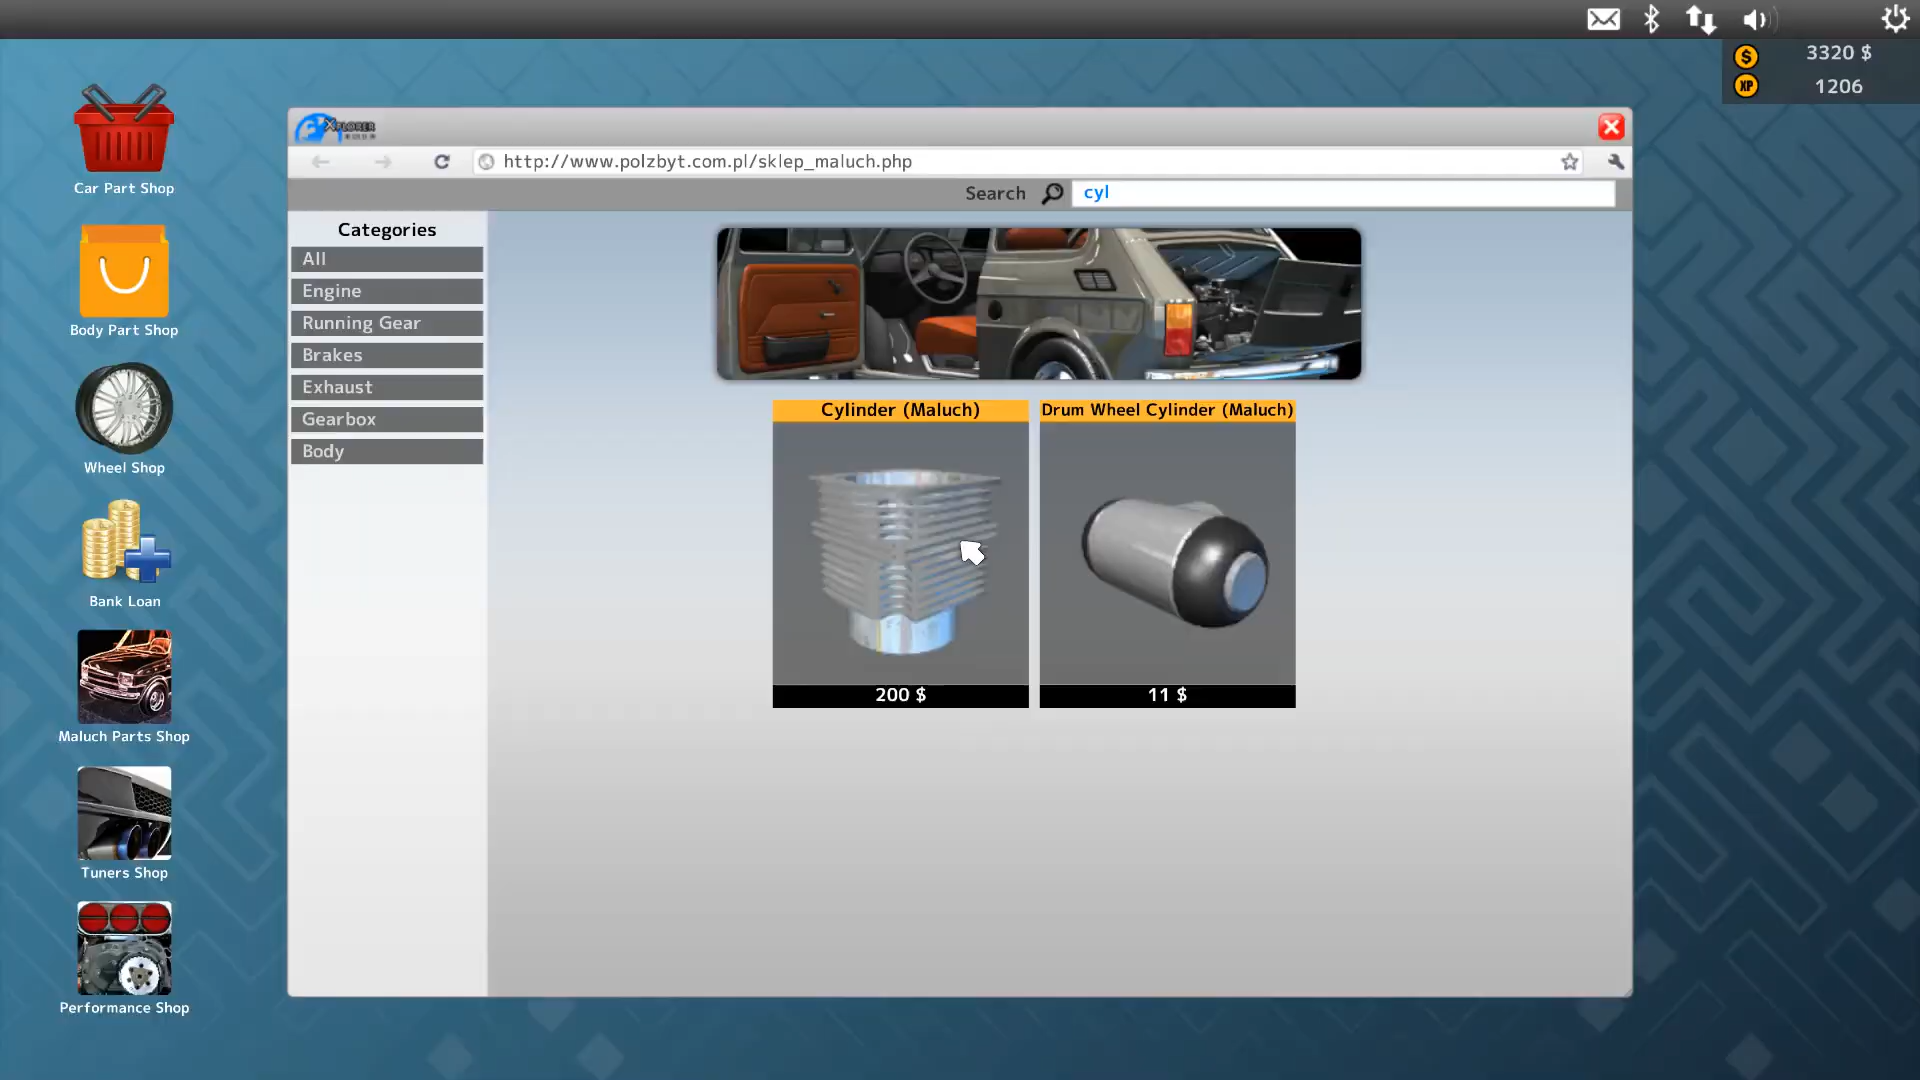 3320 $
XP
1206
Car Part Shop
Body Part Shop
Wheel Shop
Bank Loan
Maluch Parts Shop
Tuners Shop
Performance Shop
XPLORER
http://www.polzbyt.com.pl/sklep_maluch.php
Search cyl
Categories
All
Engine
Running Gear
Brakes
Exhaust
Gearbox
Body
Cylinder (Maluch)
200 $
Drum Wheel Cylinder (Maluch)
11 $